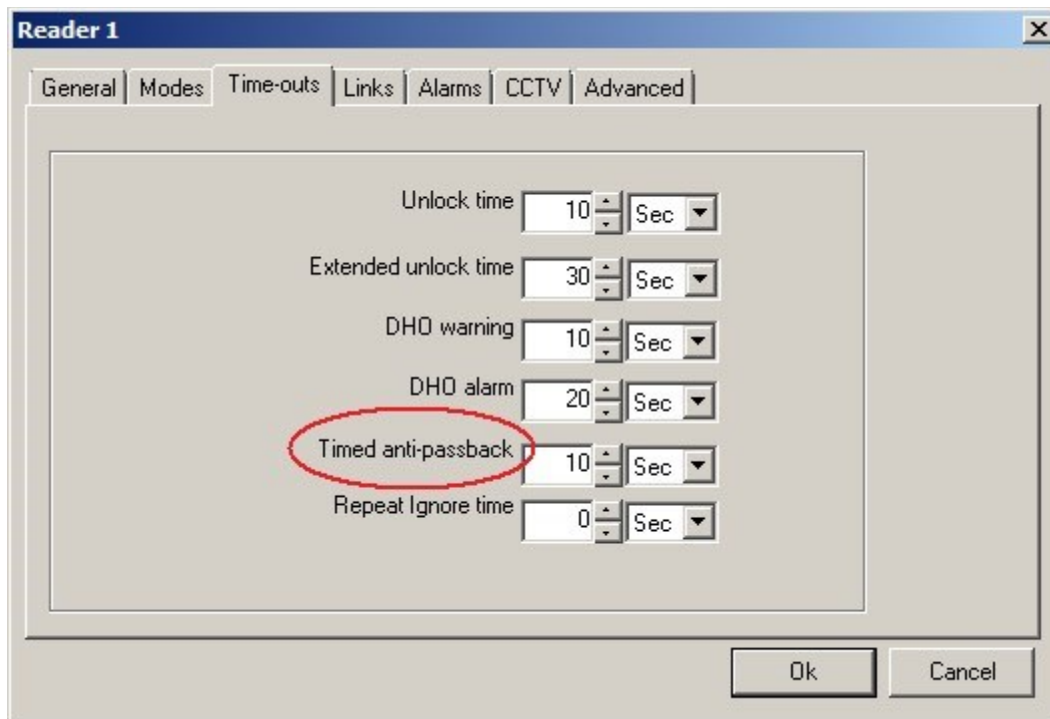 Reader 1
General Modes Time-outs Links Alarms CCTV Advanced
Unlock time 10 Sec
Extended unlock time 30 Sec
DHO warning 10 Sec
DHO alarm 20 Sec
Timed anti-passback 10 Sec
Repeat Ignore time 0 Sec
Ok Cancel